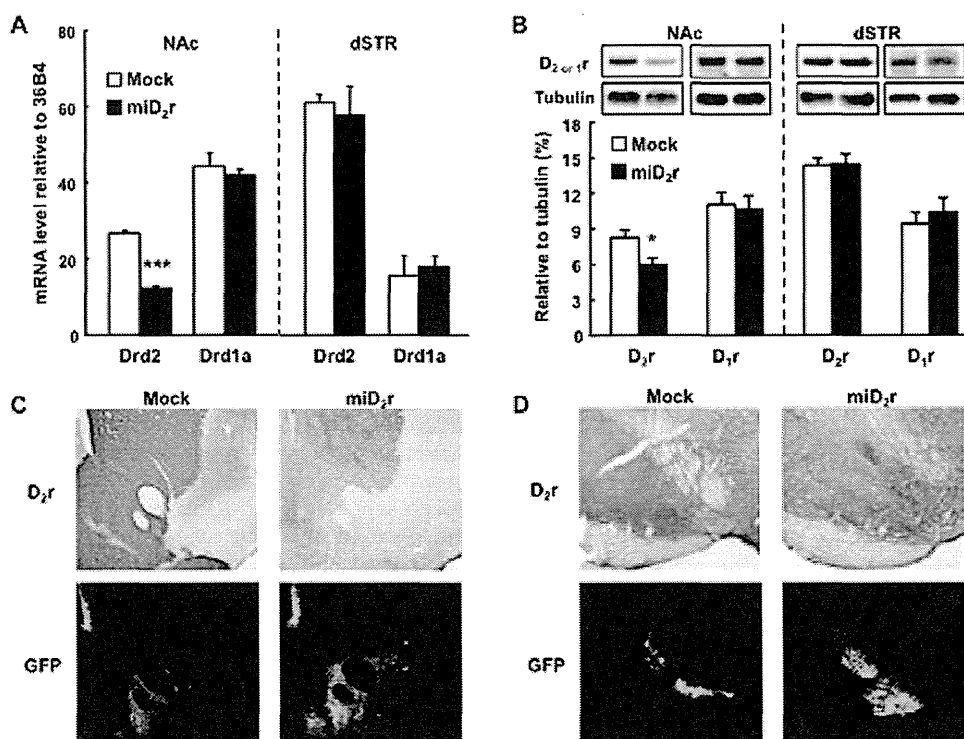 A
NAc
dSTR
Mock
miD₂r
mRNA level relative to 36B4
80
60
40
20
0
***
Drd2
Drd1a
Drd2
Drd1a
B
NAc
dSTR
D₂ or ₁r
Tubulin
Mock
miD₂r
Relative to tubulin (%)
18
15
12
9
6
3
0
*
D₂r
D₁r
D₂r
D₁r
C
Mock
miD₂r
D₂r
GFP
D
Mock
miD₂r
D₂r
GFP